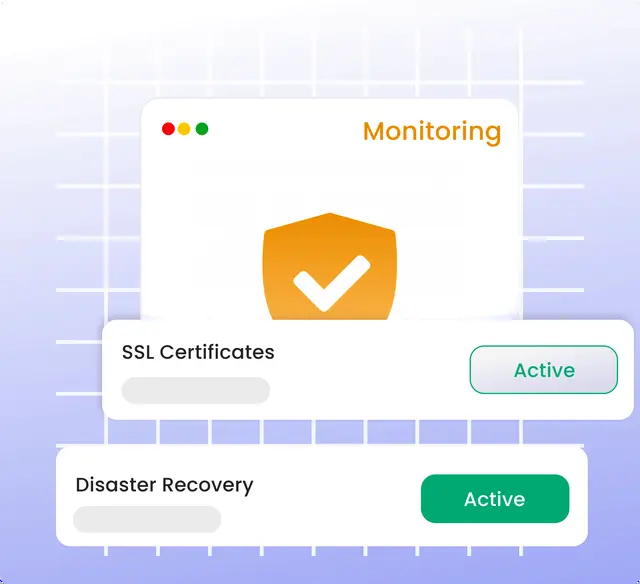 Monitoring
SSL Certificates
Active
Disaster Recovery
Active